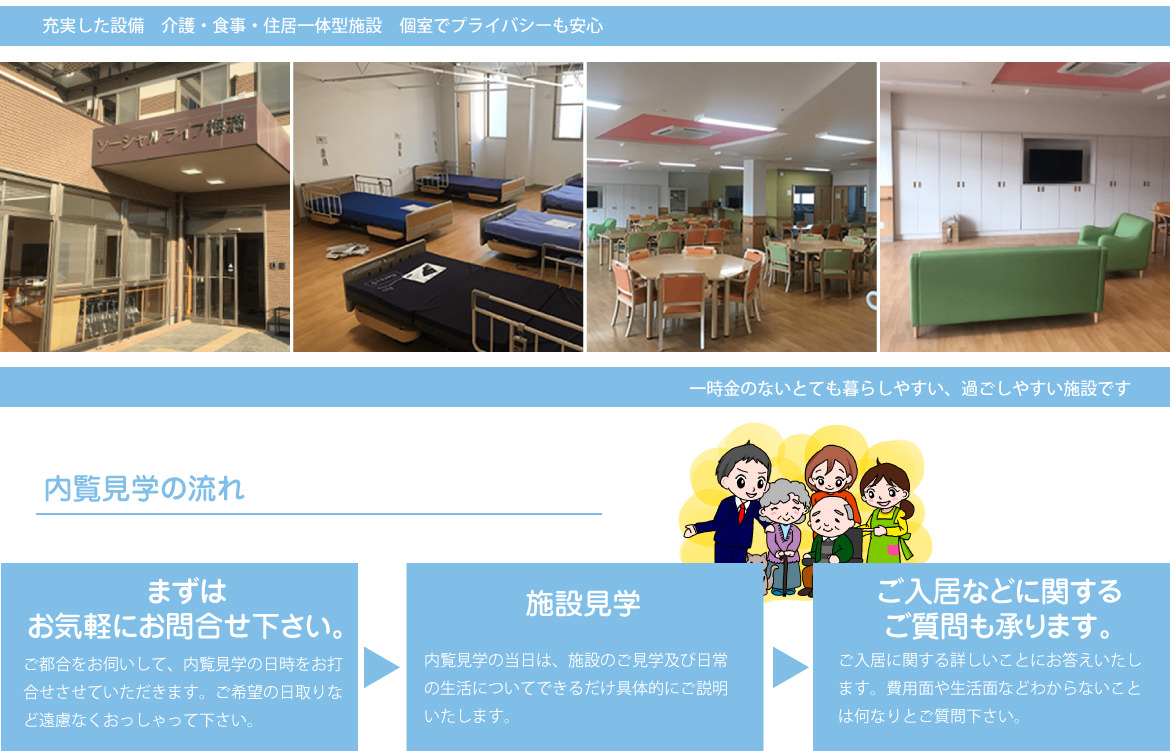 充実した設備　介護・食事・住居一体型施設　個室でプライバシーも安心
ソーシャルライフ梅満
一時金のないとても暮らしやすい、過ごしやすい施設です
内覧見学の流れ
まずは
お気軽にお問合せ下さい。
ご都合をお伺いして、内覧見学の日時をお打
合せさせていただきます。ご希望の日取りな
ど遠慮なくおっしゃって下さい。
施設見学
内覧見学の当日は、施設のご見学及び日常
の生活についてできるだけ具体的にご説明
いたします。
ご入居などに関する
ご質問も承ります。
ご入居に関する詳しいことにお答えいたし
ます。費用面や生活面などわからないこと
は何なりとご質問下さい。